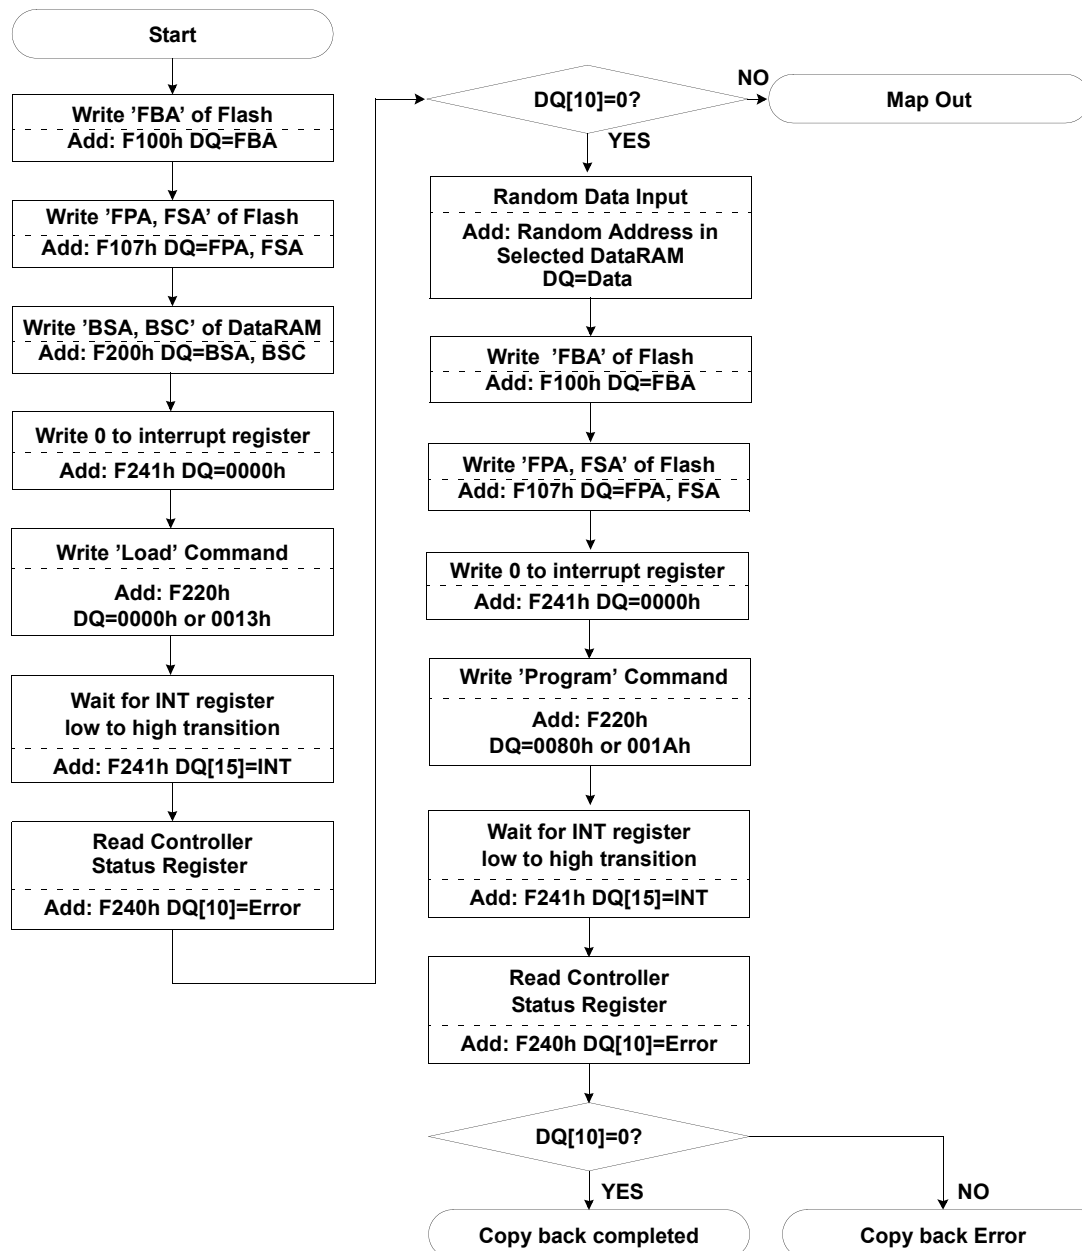 Start
Write ’FBA’ of Flash
Add: F100h DQ=FBA
Write ’FPA, FSA’ of Flash
Add: F107h DQ=FPA, FSA
Write ’BSA, BSC’ of DataRAM
Add: F200h DQ=BSA, BSC
Write 0 to interrupt register
Add: F241h DQ=0000h
Write ’Load’ Command
Add: F220h
DQ=0000h or 0013h
Wait for INT register
low to high transition
Add: F241h DQ[15]=INT
Read Controller
Status Register
Add: F240h DQ[10]=Error
DQ[10]=0?
NO
Map Out
YES
Random Data Input
Add: Random Address in
Selected DataRAM
DQ=Data
Write ’FBA’ of Flash
Add: F100h DQ=FBA
Write ’FPA, FSA’ of Flash
Add: F107h DQ=FPA, FSA
Write 0 to interrupt register
Add: F241h DQ=0000h
Write ’Program’ Command
Add: F220h
DQ=0080h or 001Ah
Wait for INT register
low to high transition
Add: F241h DQ[15]=INT
Read Controller
Status Register
Add: F240h DQ[10]=Error
DQ[10]=0?
YES
NO
Copy back completed
Copy back Error